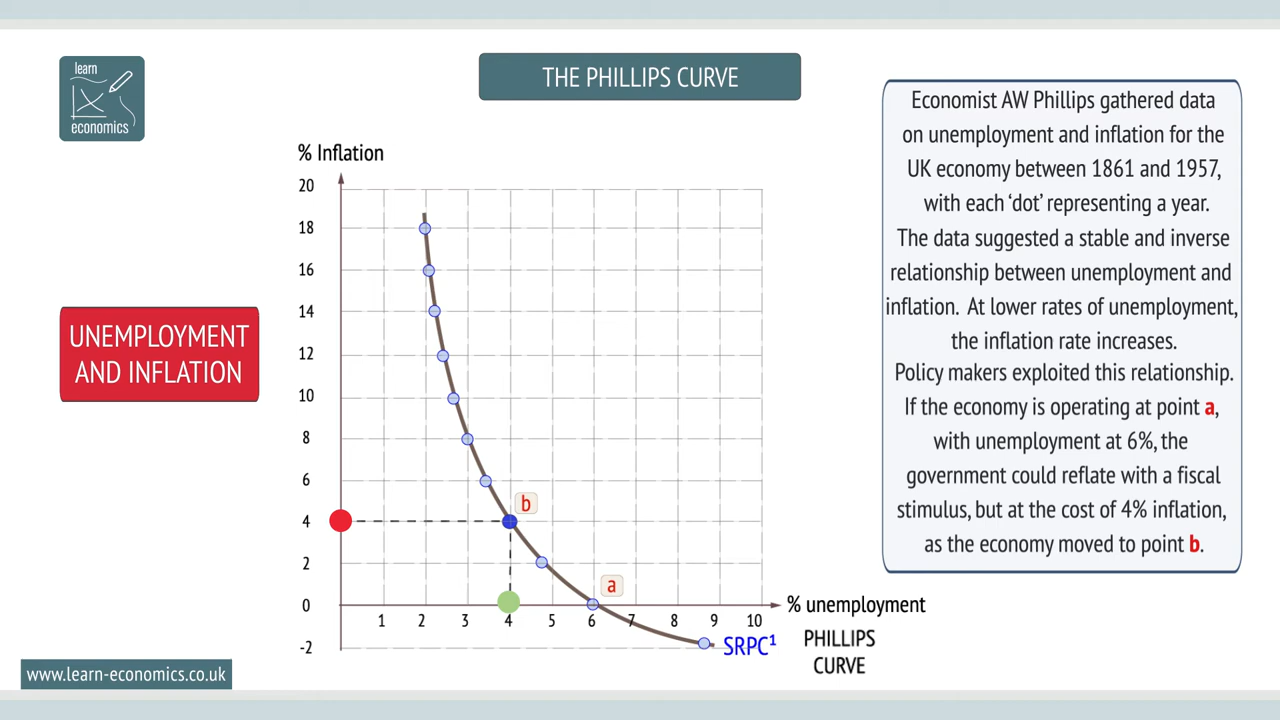 learn
economics
THE PHILLIPS CURVE
UNEMPLOYMENT
AND INFLATION
% Inflation
20
18
16
14
12
10
8
6
4
2
0
-2
b
a
1 2 3 4 5 6 7 8 9 10
% unemployment
SRPC¹
PHILLIPS
CURVE
Economist AW Phillips gathered data
on unemployment and inflation for the
UK economy between 1861 and 1957,
with each ‘dot’ representing a year.
The data suggested a stable and inverse
relationship between unemployment and
inflation. At lower rates of unemployment,
the inflation rate increases.
Policy makers exploited this relationship.
If the economy is operating at point a,
with unemployment at 6%, the
government could reflate with a fiscal
stimulus, but at the cost of 4% inflation,
as the economy moved to point b.
www.learn-economics.co.uk